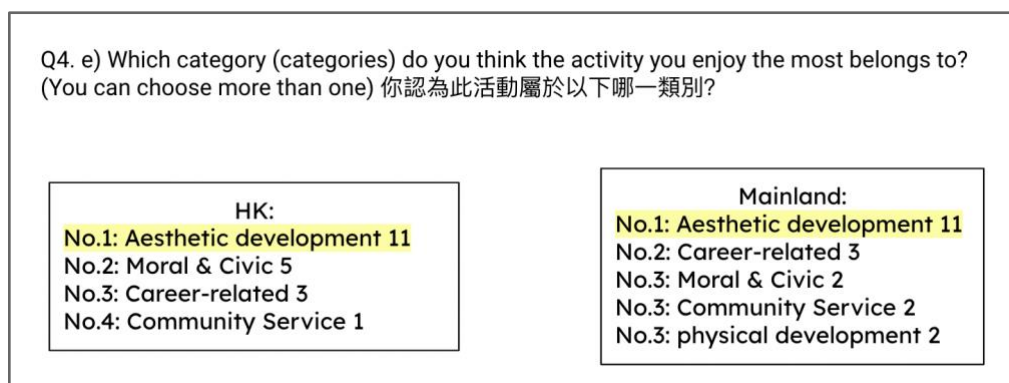 Q4. e) Which category (categories) do you think the activity you enjoy the most belongs to?
(You can choose more than one) 你認為此活動屬於以下哪一類別?
HK:
No.1: Aesthetic development 11
No.2: Moral & Civic 5
No.3: Career-related 3
No.4: Community Service 1
Mainland:
No.1: Aesthetic development 11
No.2: Career-related 3
No.3: Moral & Civic 2
No.3: Community Service 2
No.3: physical development 2